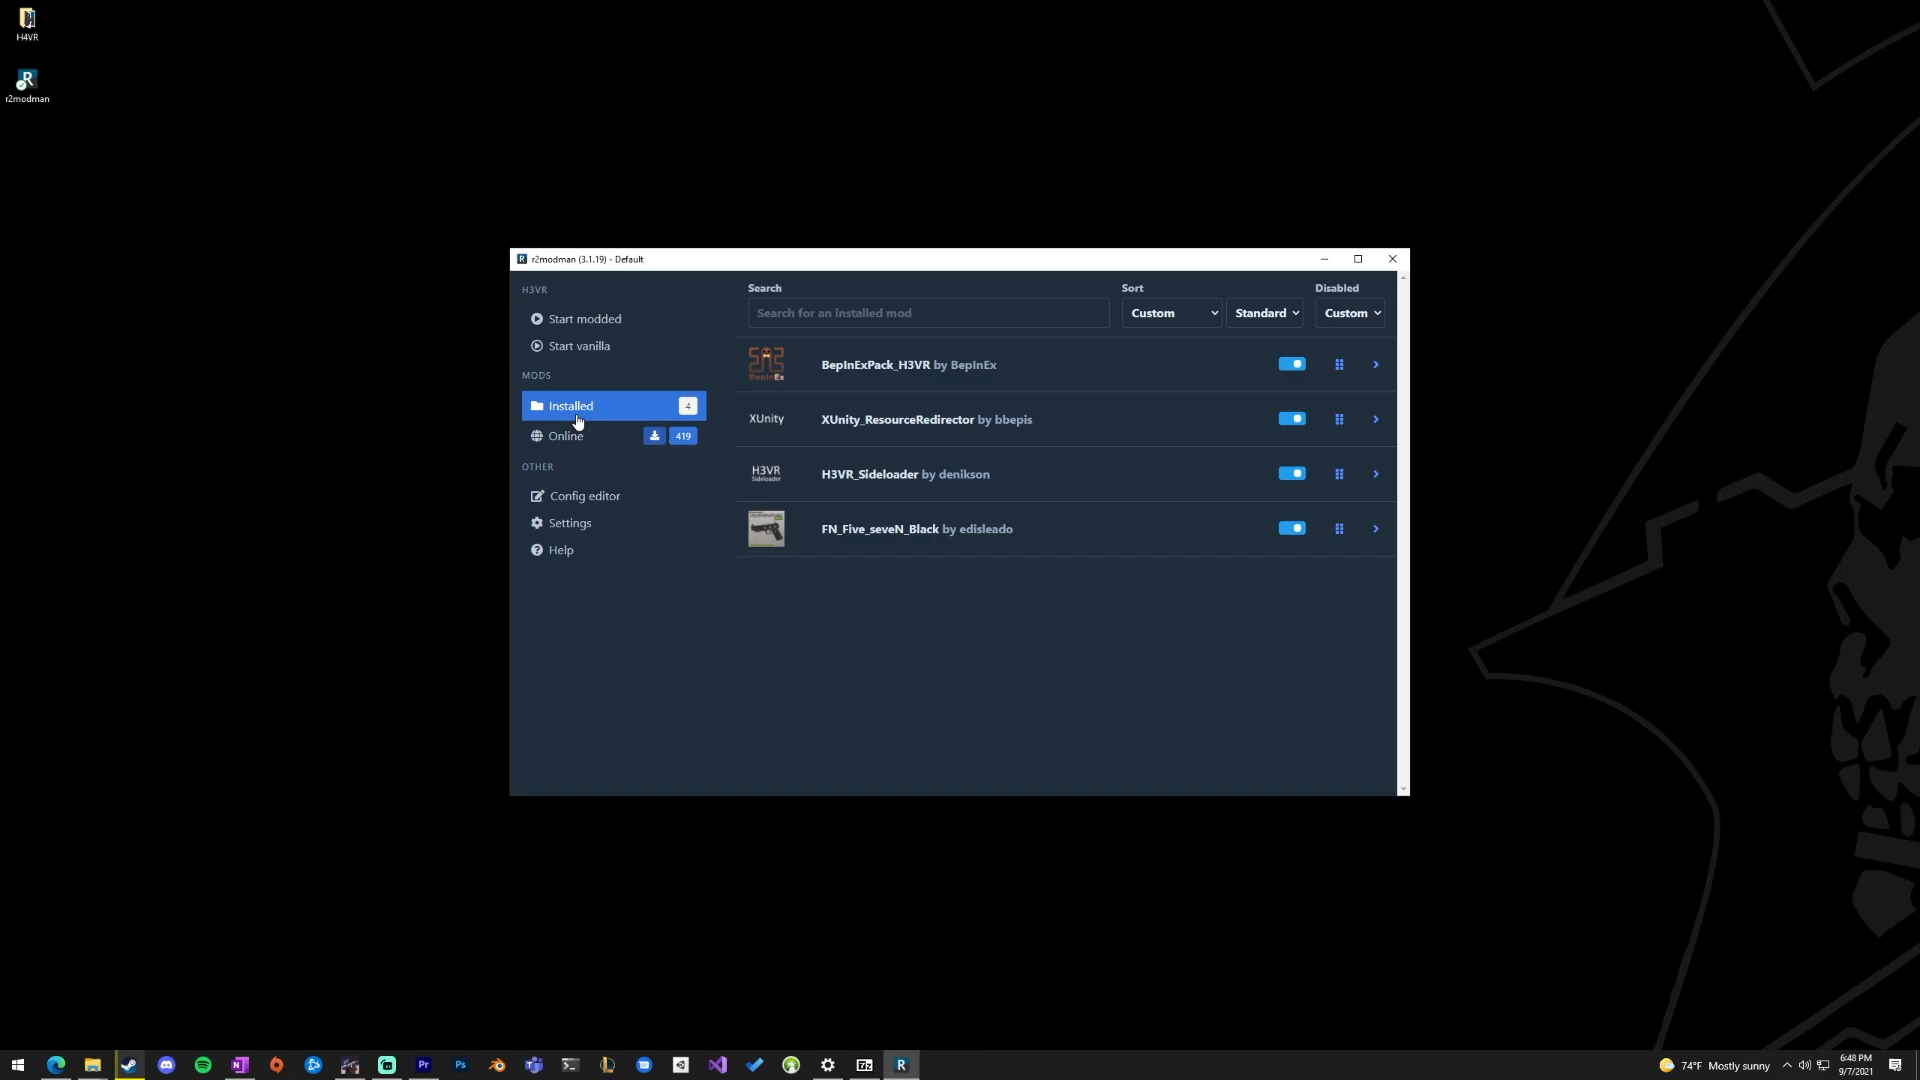 H4VR
r2modman
r2modman (3.1.19) - Default
H3VR
Start modded
Start vanilla
MODS
Installed 4
Online 419
OTHER
Config editor
Settings
Help
Search Sort Disabled
Search for an installed mod Custom Standard Custom
BepInEx
BepInExPack_H3VR by BepInEx
XUnity
XUnity_ResourceRedirector by bbepis
H3VR
Sideloader
H3VR_Sideloader by denikson
FN_Five_seveN_Black by edisleado
74°F Mostly sunny
6:48 PM
9/7/2021